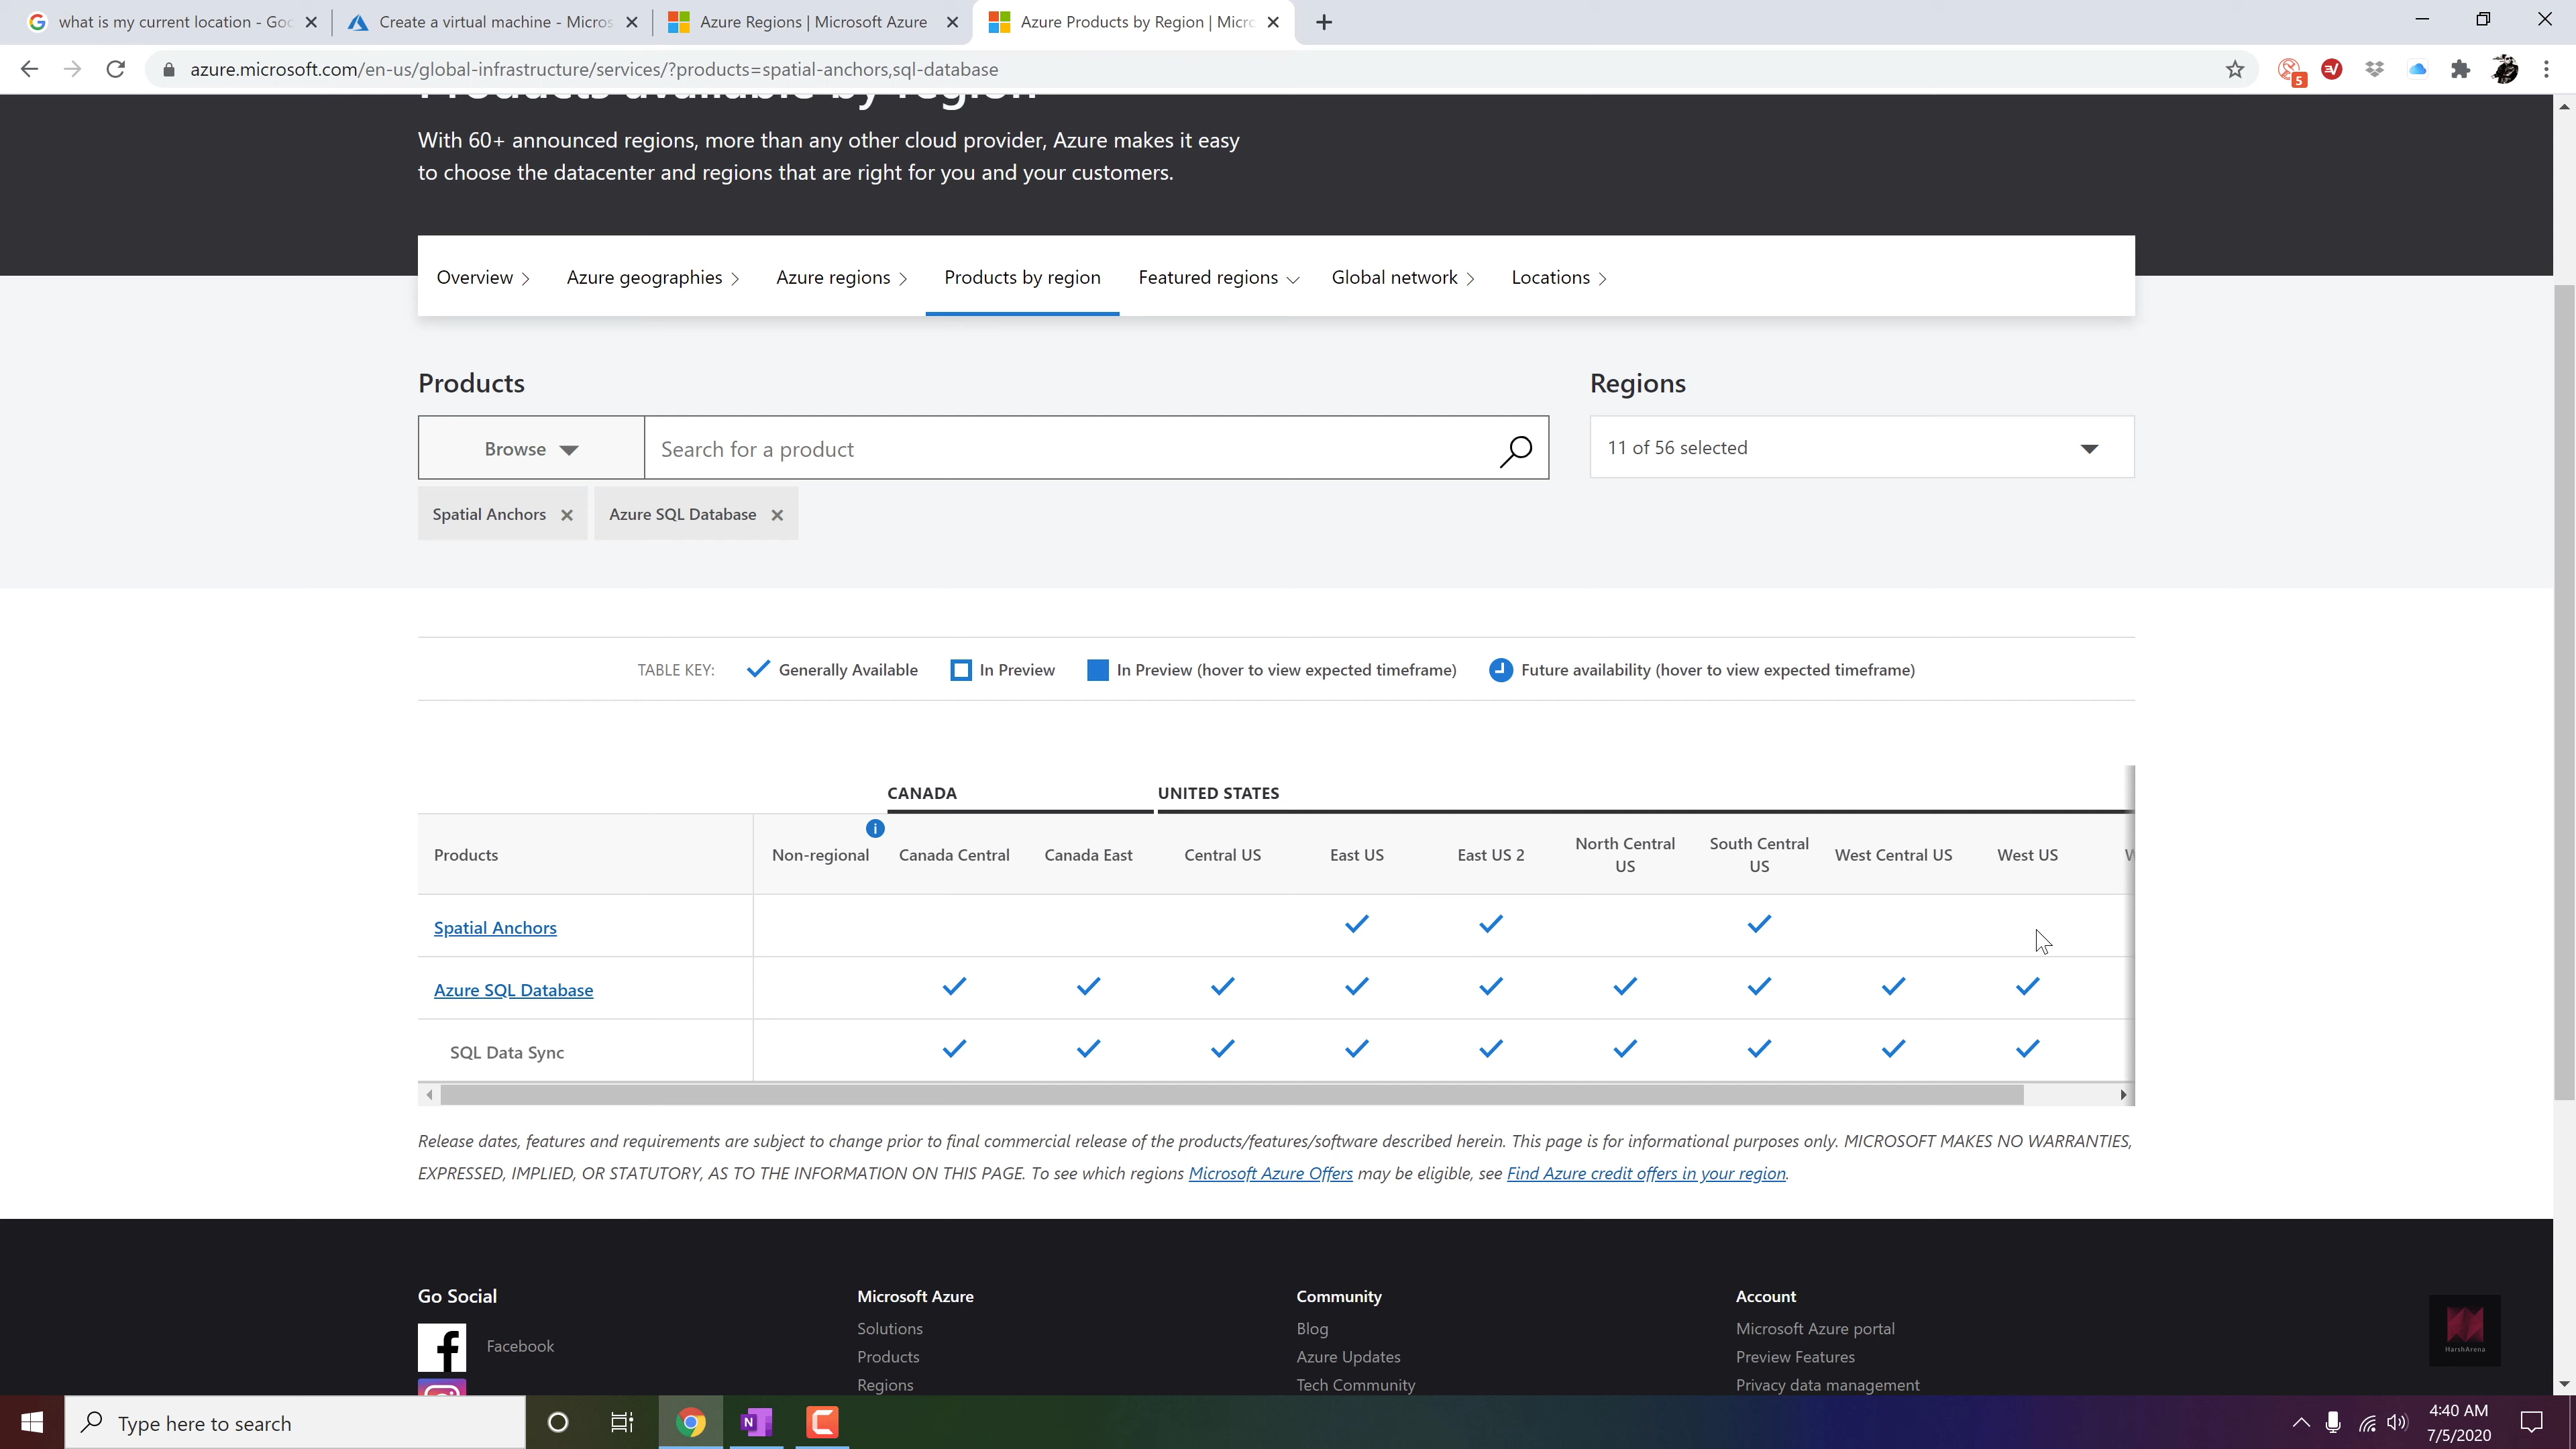 what is my current location - Goo
Create a virtual machine - Micros
Azure Regions | Microsoft Azure
Azure Products by Region | Micro
azure.microsoft.com/en-us/global-infrastructure/services/?products=spatial-anchors,sql-database
5
Products available by region
With 60+ announced regions, more than any other cloud provider, Azure makes it easy
to choose the datacenter and regions that are right for you and your customers.
Overview
Azure geographies
Azure regions
Products by region
Featured regions
Global network
Locations
Products
Regions
Browse
Search for a product
11 of 56 selected
Spatial Anchors
Azure SQL Database
TABLE KEY:
Generally Available
In Preview
In Preview (hover to view expected timeframe)
Future availability (hover to view expected timeframe)
CANADA
UNITED STATES
Products
Non-regional
Canada Central
Canada East
Central US
East US
East US 2
North Central
US
South Central
US
West Central US
West US
Spatial Anchors
Azure SQL Database
SQL Data Sync
Release dates, features and requirements are subject to change prior to final commercial release of the products/features/software described herein. This page is for informational purposes only. MICROSOFT MAKES NO WARRANTIES,
EXPRESSED, IMPLIED, OR STATUTORY, AS TO THE INFORMATION ON THIS PAGE. To see which regions Microsoft Azure Offers may be eligible, see Find Azure credit offers in your region.
Go Social
Microsoft Azure
Community
Account
Facebook
Solutions
Products
Regions
Blog
Azure Updates
Tech Community
Microsoft Azure portal
Preview Features
Privacy data management
HarshArena
Type here to search
4:40 AM
7/5/2020